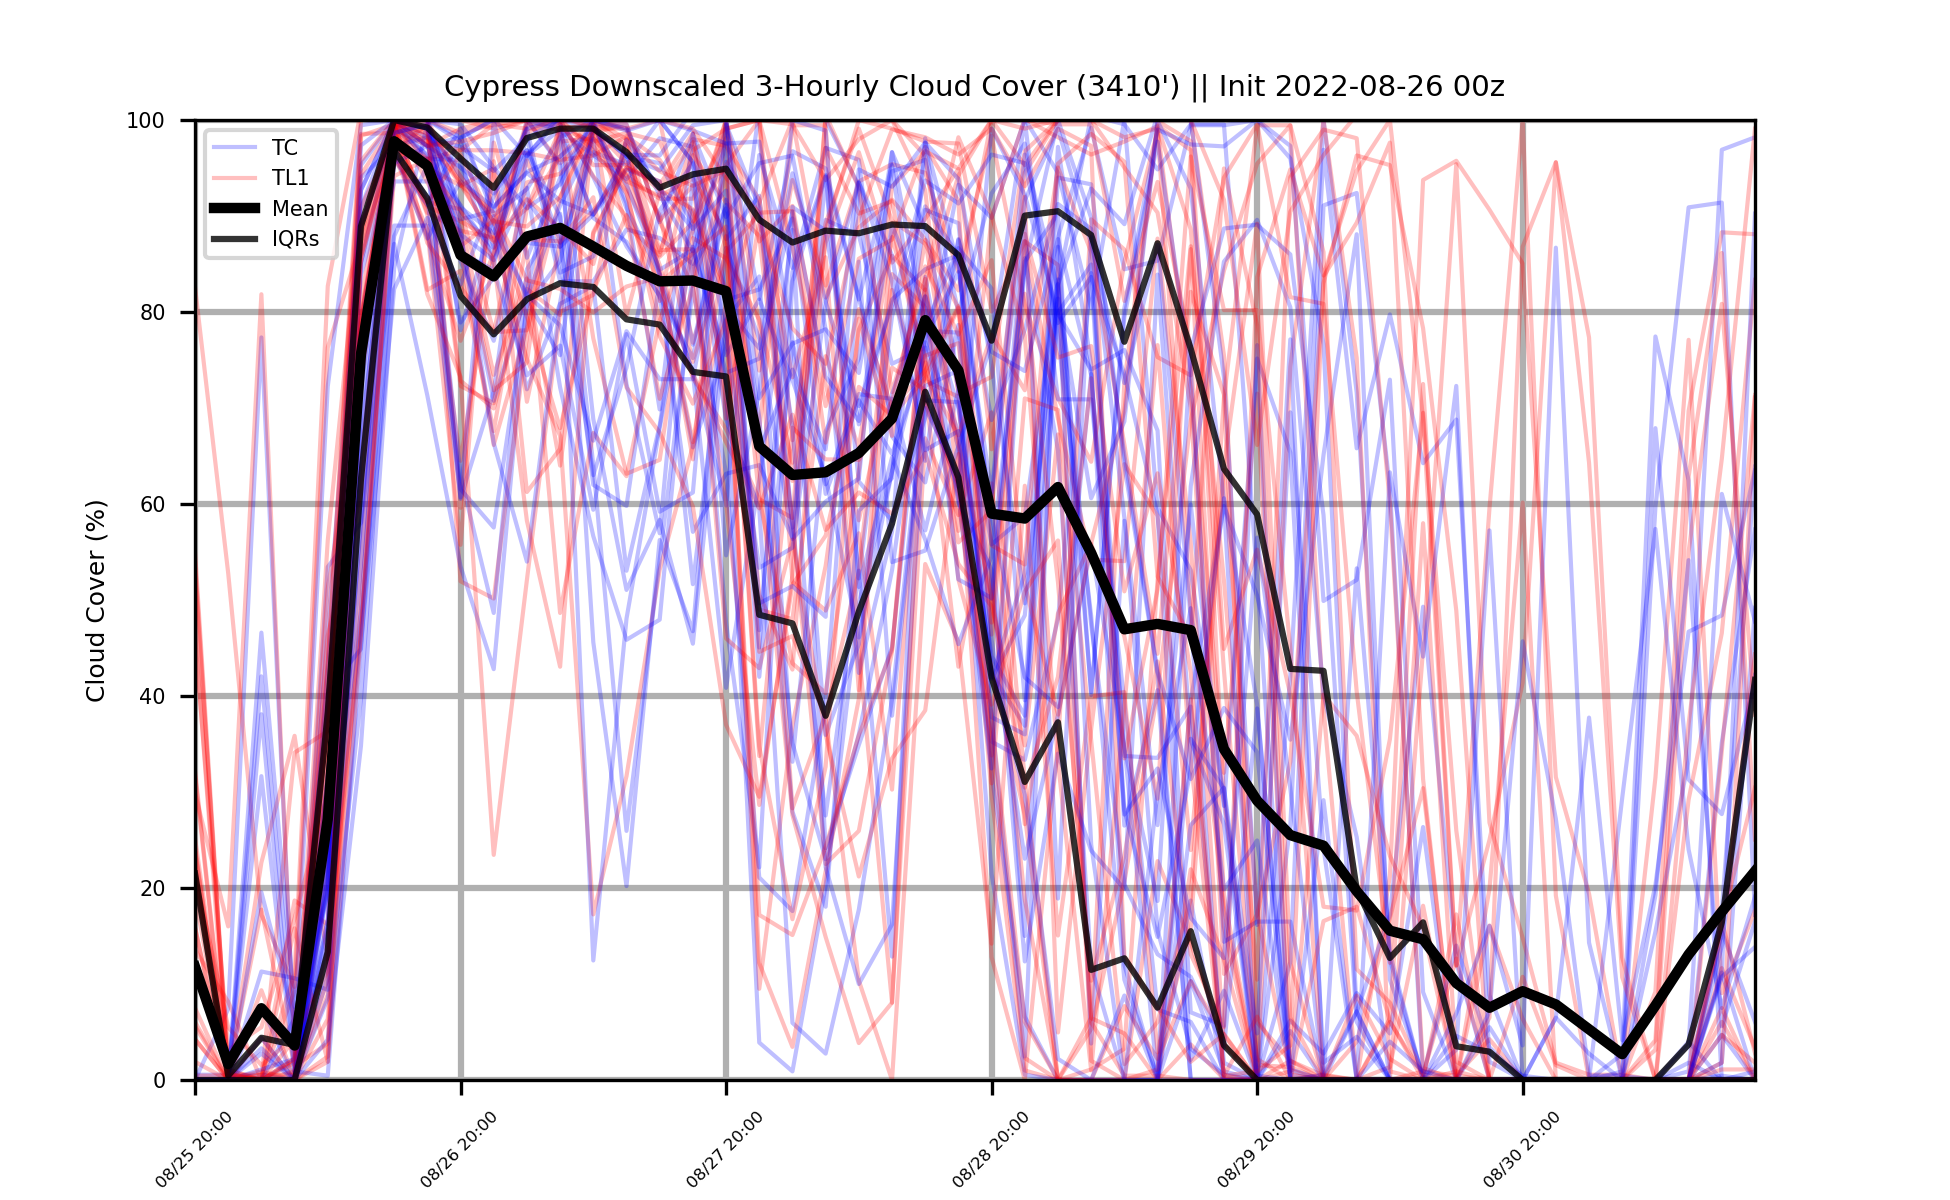 Cypress Downscaled 3-Hourly Cloud Cover (3410') || Init 2022-08-26 00z
TC
TL1
Mean
IQRs
Cloud Cover (%)
100
80
60
40
20
0
08/25 20:00
08/26 20:00
08/27 20:00
08/28 20:00
08/29 20:00
08/30 20:00